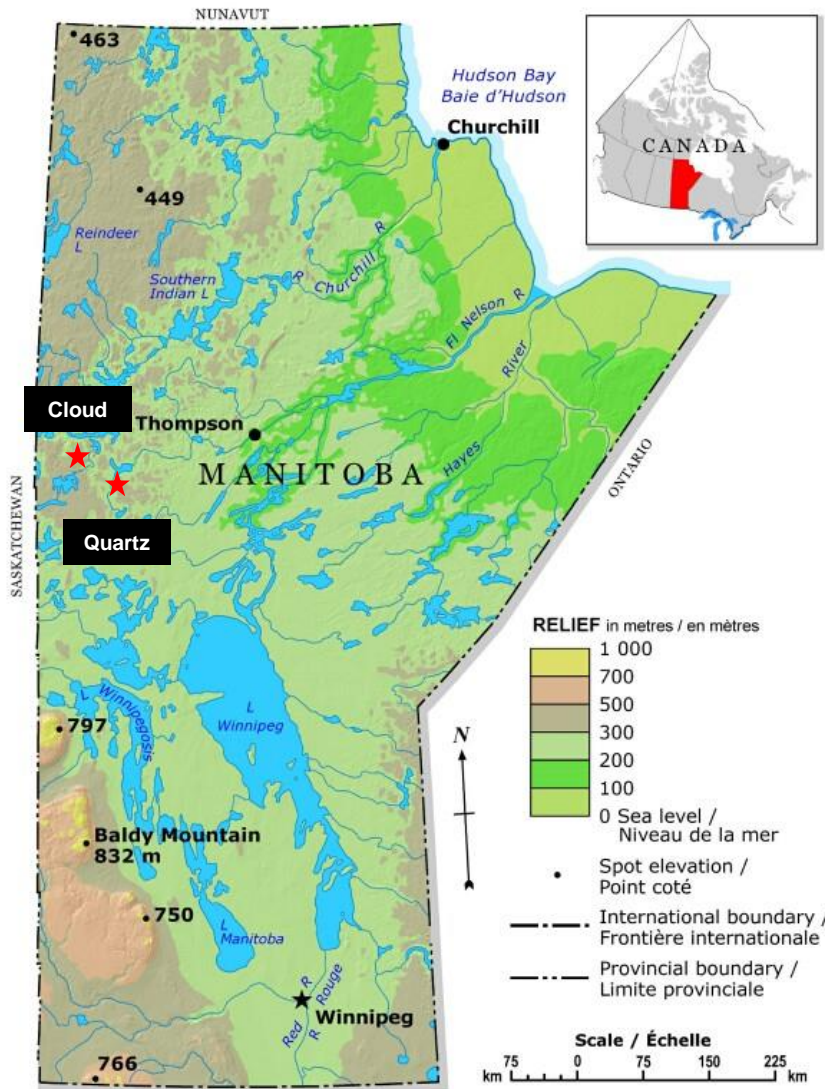 NUNAVUT
463
Hudson Bay
Baie d'Hudson
Churchill
CANADA
449
Reindeer
L
Southern
Indian L
R Churchill R
Fl Nelson R
River
Hayes
Cloud
Thompson
MANITOBA
SASKATCHEWAN
ONTARIO
Quartz
L Winnipegosis
L
Winnipeg
797
Baldy Mountain
832 m
750
L
Manitoba
Red R Rouge R
Winnipeg
766
RELIEF in metres / en mètres
1 000
700
500
300
200
100
0 Sea level /
Niveau de la mer
N
Spot elevation /
Point coté
International boundary /
Frontière internationale
Provincial boundary /
Limite provinciale
Scale / Échelle
75 0 75 150 225
km km